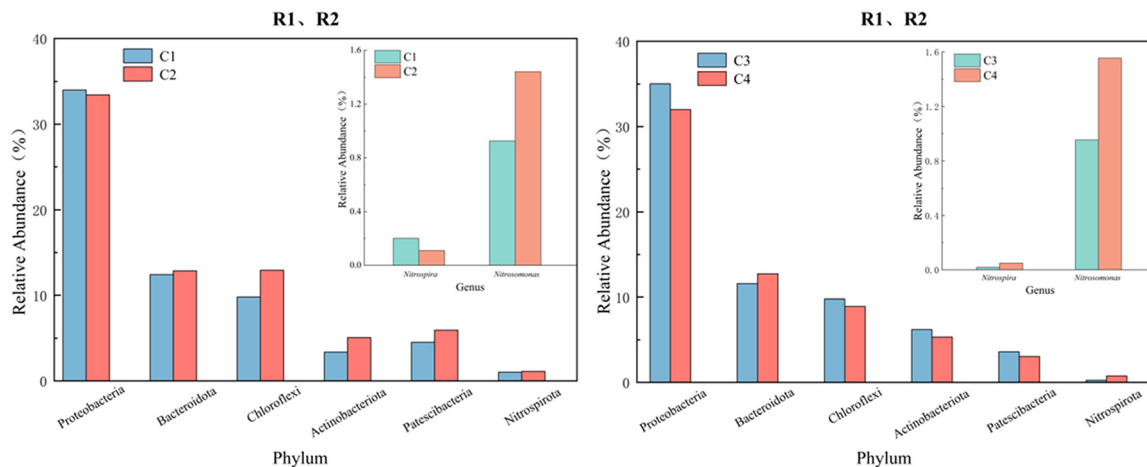 R1、R2
40
30
20
10
0
Relative Abundance（%）
C1
C2
1.6
1.2
0.8
0.4
0.0
Relative Abundance（%）
C1
C2
Nitrospira
Nitrosomonas
Genus
Proteobacteria
Bacteroidota
Chloroflexi
Actinobacteriota
Patescibacteria
Nitrospirota
Phylum
R1、R2
40
30
20
10
0
Relative Abundance（%）
C3
C4
1.6
1.2
0.8
0.4
0.0
Relative Abundance（%）
C3
C4
Nitrospira
Nitrosomonas
Genus
Proteobacteria
Bacteroidota
Chloroflexi
Actinobacteriota
Patescibacteria
Nitrospirota
Phylum